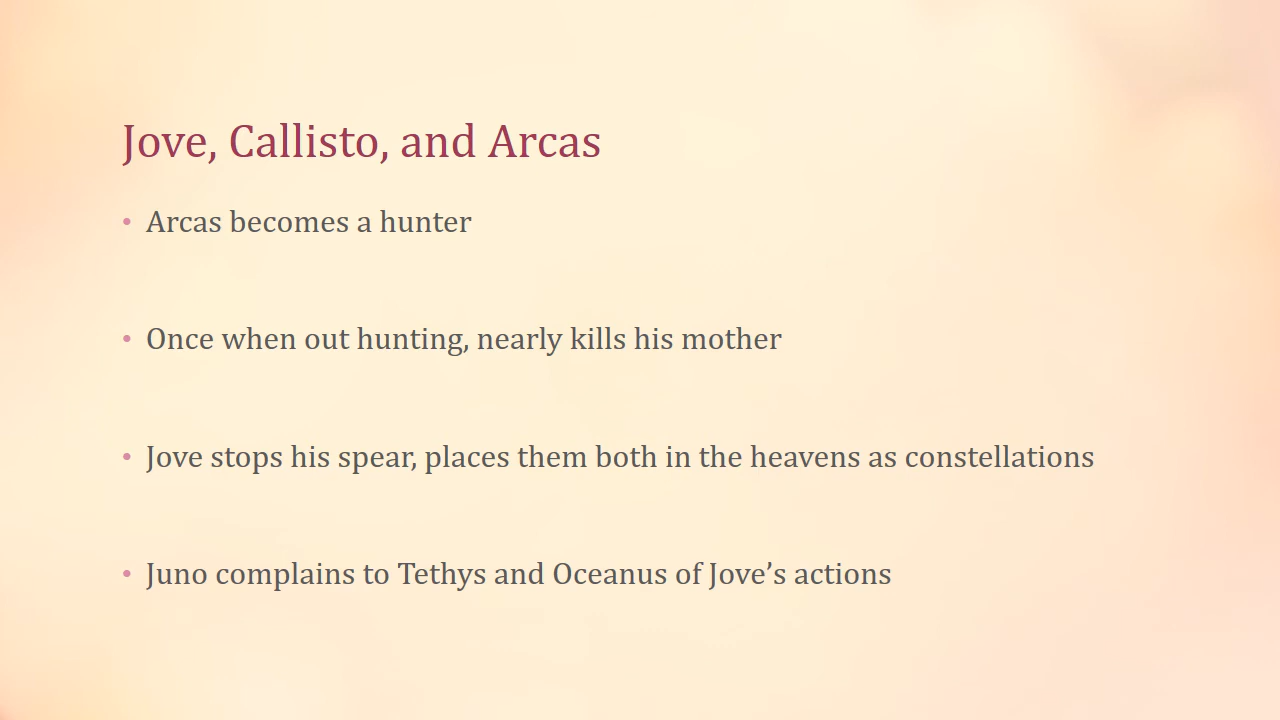 Jove, Callisto, and Arcas
• Arcas becomes a hunter
• Once when out hunting, nearly kills his mother
• Jove stops his spear, places them both in the heavens as constellations
• Juno complains to Tethys and Oceanus of Jove’s actions